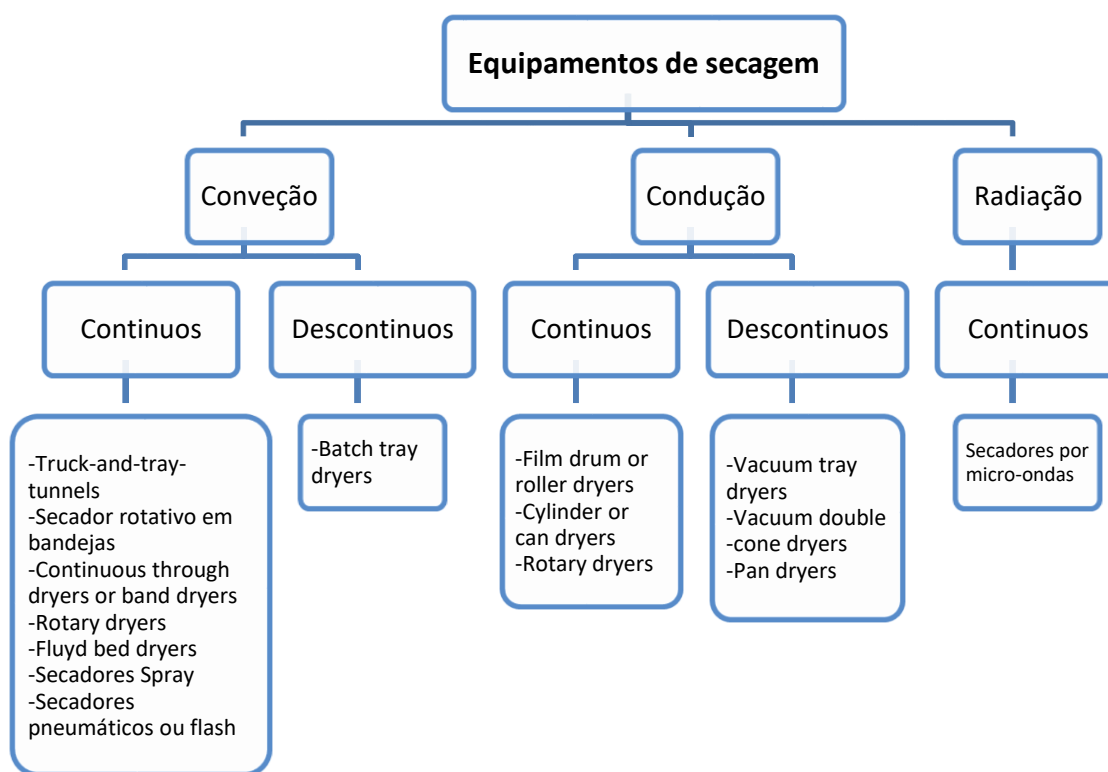 Equipamentos de secagem
Conveção
Condução
Radiação
Continuos
Descontinuos
Continuos
Descontinuos
Continuos
-Truck-and-tray-
tunnels
-Secador rotativo em
bandejas
-Continuous through
dryers or band dryers
-Rotary dryers
-Fluyd bed dryers
-Secadores Spray
-Secadores
pneumáticos ou flash
-Batch tray
dryers
-Film drum or
roller dryers
-Cylinder or
can dryers
-Rotary dryers
-Vacuum tray
dryers
-Vacuum double
-cone dryers
-Pan dryers
Secadores por
micro-ondas